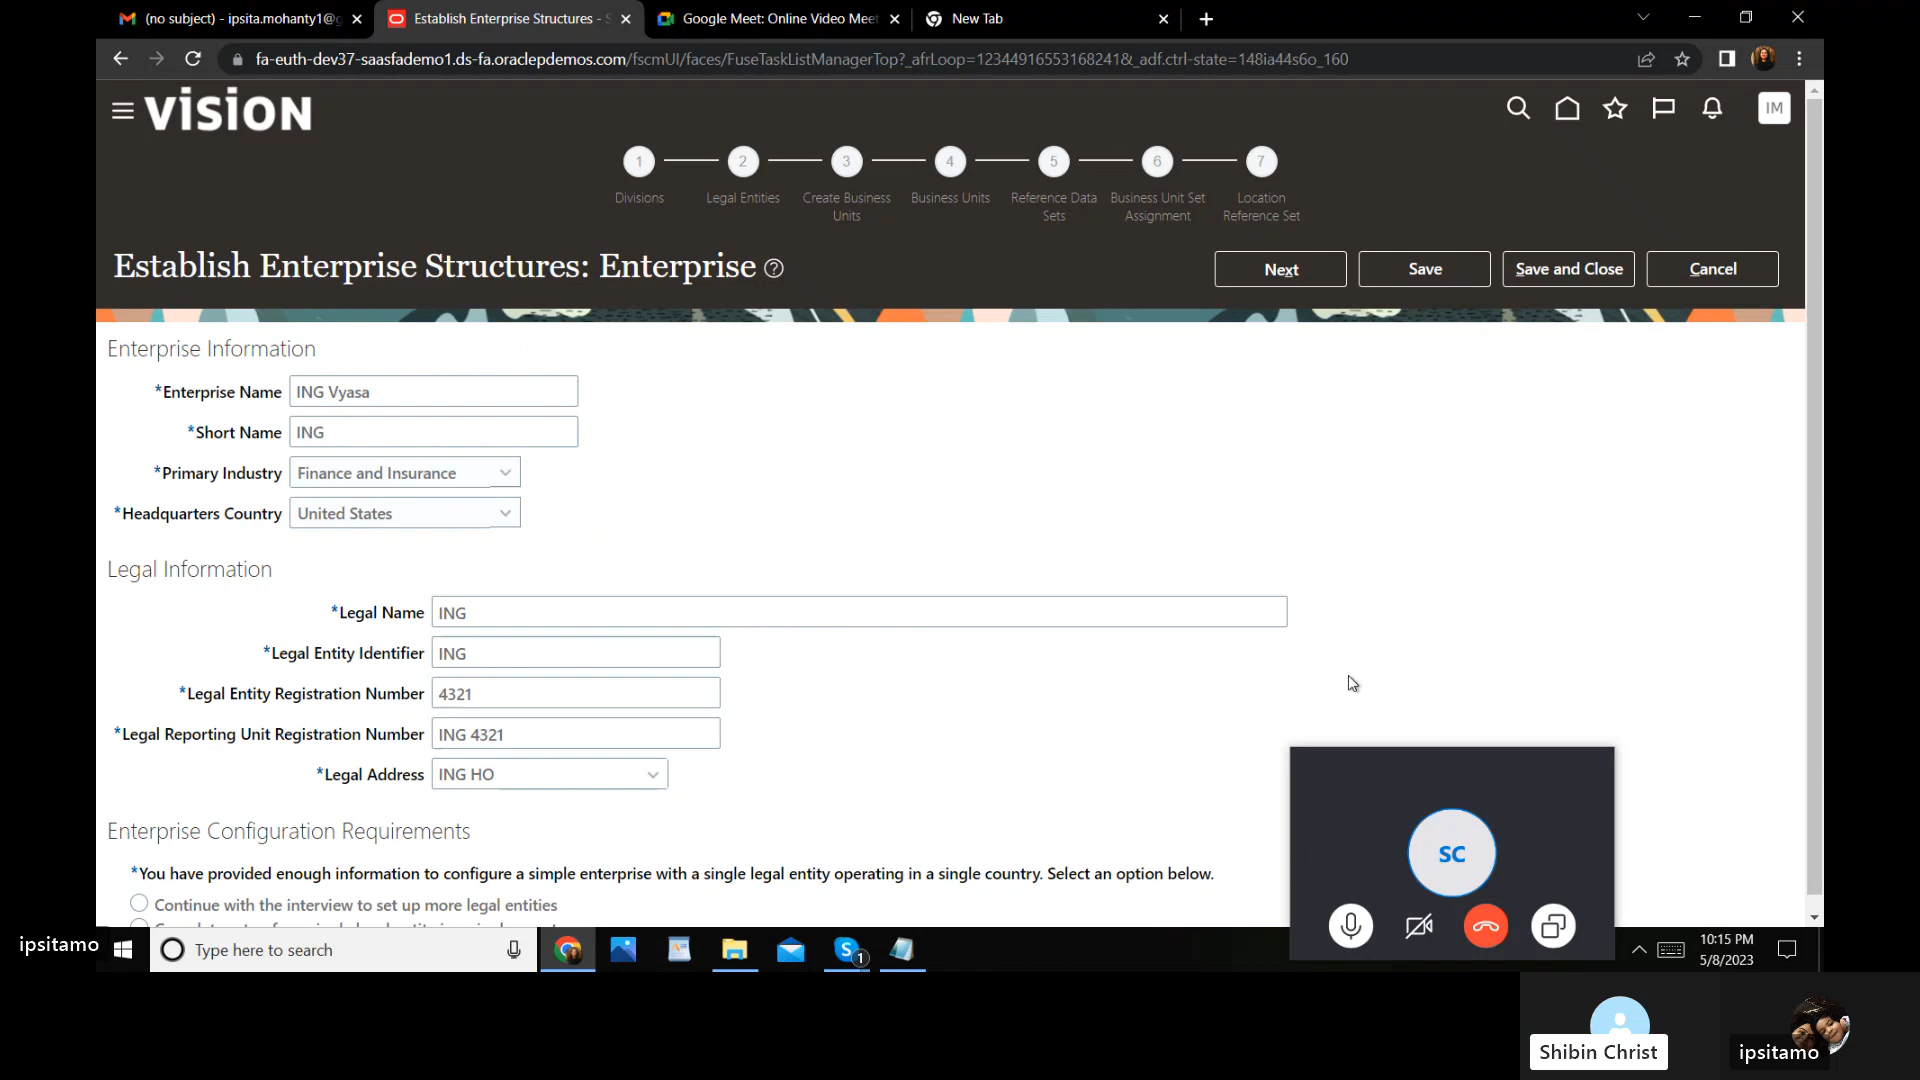 (no subject) - ipsita.mohanty1@g
Establish Enterprise Structures - S
Google Meet: Online Video Meet
New Tab
fa-euth-dev37-saasfademo1.ds-fa.oraclepdemos.com/fscmUI/faces/FuseTaskListManagerTop?_afrLoop=1234491655316824​1&_adf.ctrl-state=148ia44s6o_160
VISION
IM
1 2 3 4 5 6 7
Divisions
Legal Entities
Create Business Units
Business Units
Reference Data Sets
Business Unit Set Assignment
Location Reference Set
Establish Enterprise Structures: Enterprise
Next
Save
Save and Close
Cancel
Enterprise Information
*Enterprise Name ING Vyasa
*Short Name ING
*Primary Industry Finance and Insurance
*Headquarters Country United States
Legal Information
*Legal Name ING
*Legal Entity Identifier ING
*Legal Entity Registration Number 4321
*Legal Reporting Unit Registration Number ING 4321
*Legal Address ING HO
Enterprise Configuration Requirements
*You have provided enough information to configure a simple enterprise with a single legal entity operating in a single country. Select an option below.
Continue with the interview to set up more legal entities
SC
ipsitamo
Type here to search
1
10:15 PM
5/8/2023
Shibin Christ
ipsitamo